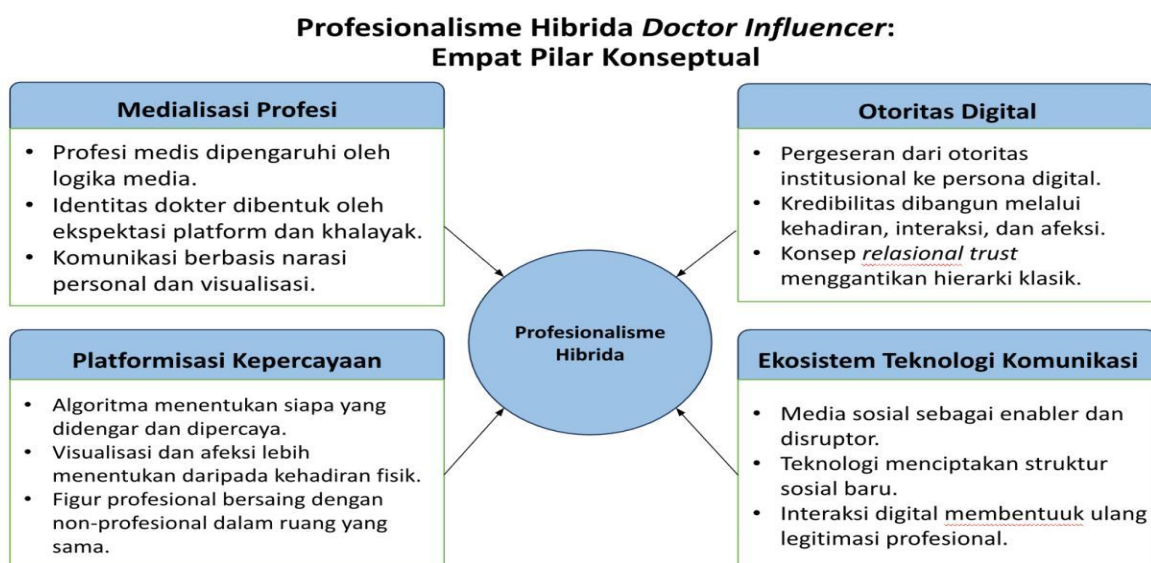 Profesionalisme Hibrida Doctor Influencer:
Empat Pilar Konseptual
Medialisasi Profesi
• Profesi medis dipengaruhi oleh
logika media.
• Identitas dokter dibentuk oleh
ekspektasi platform dan khalayak.
• Komunikasi berbasis narasi
personal dan visualisasi.
Otoritas Digital
• Pergeseran dari otoritas
institusional ke persona digital.
• Kredibilitas dibangun melalui
kehadiran, interaksi, dan afeksi.
• Konsep relasional trust
menggantikan hierarki klasik.
Profesionalisme
Hibrida
Platformisasi Kepercayaan
• Algoritma menentukan siapa yang
didengar dan dipercaya.
• Visualisasi dan afeksi lebih
menentukan daripada kehadiran fisik.
• Figur profesional bersaing dengan
non-profesional dalam ruang yang
sama.
Ekosistem Teknologi Komunikasi
• Media sosial sebagai enabler dan
disruptor.
• Teknologi menciptakan struktur
sosial baru.
• Interaksi digital membentuuk ulang
legitimasi profesional.